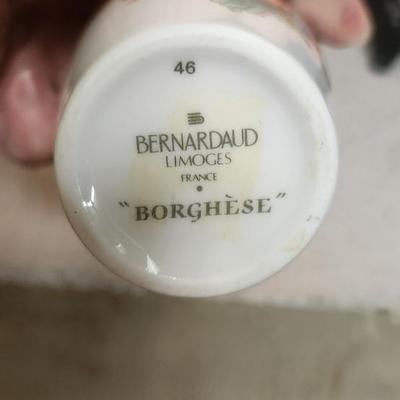 46
BERNARDAUD
LIMOGES
FRANCE
"BORGHÈSE"